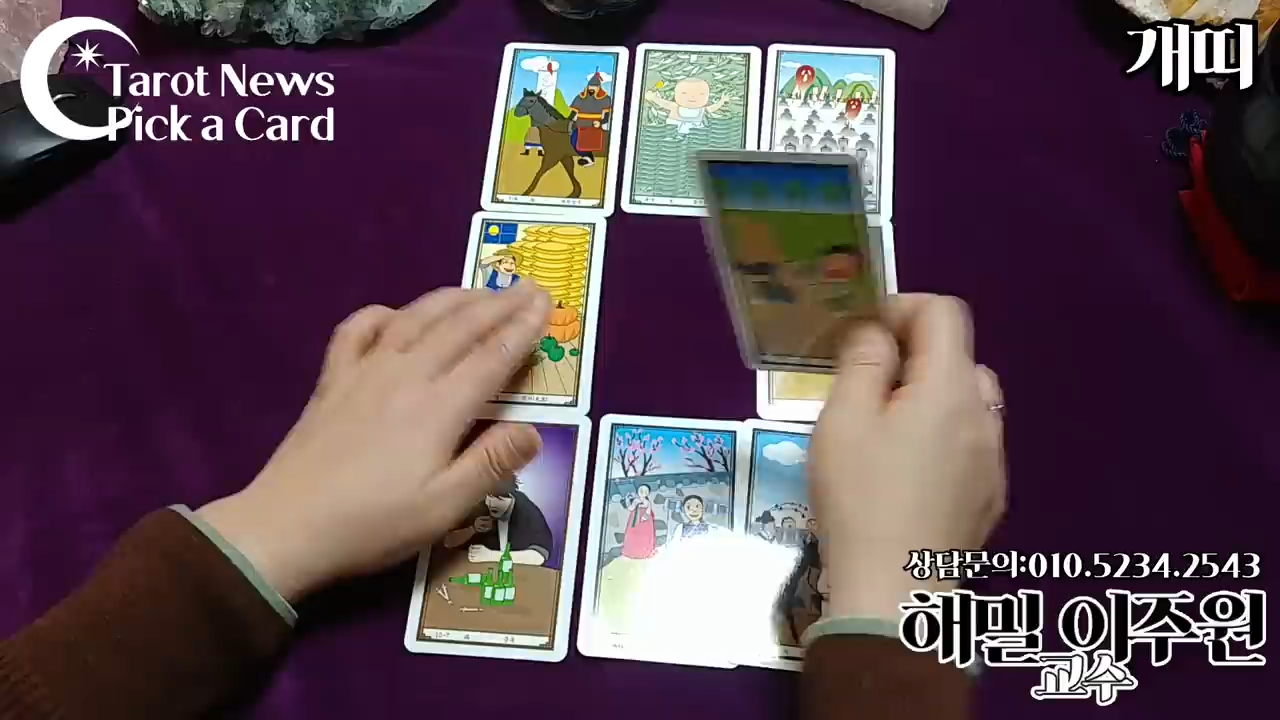 Tarot News
Pick a Card
개띠
상담문의:010.5234.2543
해밀 이주원
교수